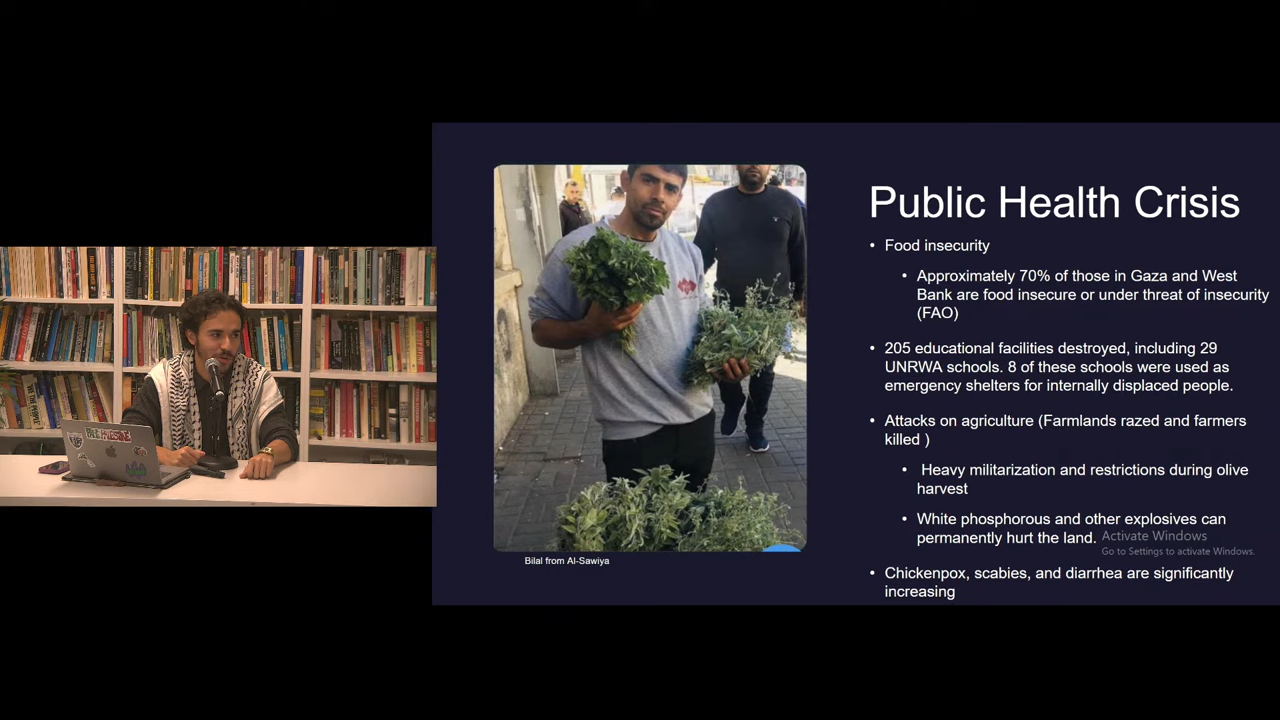 Public Health Crisis
• Food insecurity
• Approximately 70% of those in Gaza and West
Bank are food insecure or under threat of insecurity
(FAO)
• 205 educational facilities destroyed, including 29
UNRWA schools. 8 of these schools were used as
emergency shelters for internally displaced people.
• Attacks on agriculture (Farmlands razed and farmers
killed )
• Heavy militarization and restrictions during olive
harvest
• White phosphorous and other explosives can
permanently hurt the land.
Activate Windows
Go to Settings to activate Windows.
• Chickenpox, scabies, and diarrhea are significantly
increasing
Bilal from Al-Sawiya